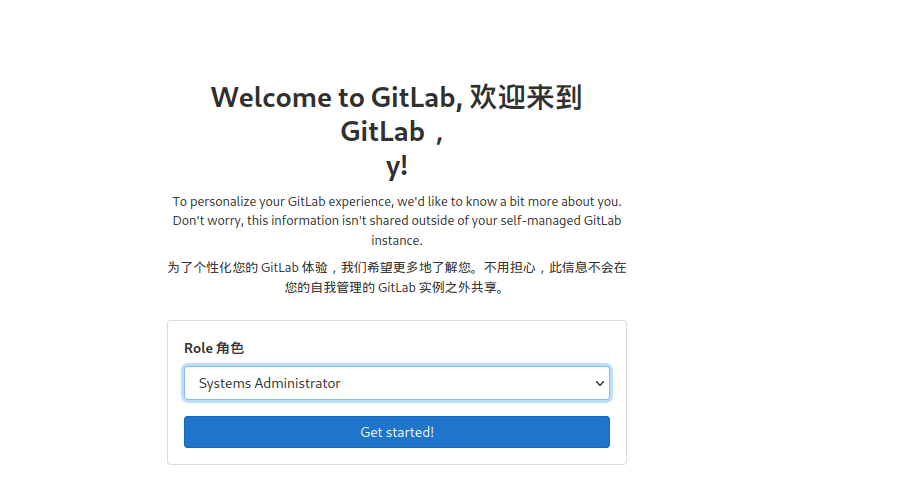 Welcome to GitLab, 欢迎来到
GitLab，
y!
To personalize your GitLab experience, we'd like to know a bit more about you.
Don't worry, this information isn't shared outside of your self-managed GitLab
instance.
为了个性化您的 GitLab 体验，我们希望更多地了解您。不用担心，此信息不会在
您的自我管理的 GitLab 实例之外共享。
Role 角色
Systems Administrator
Get started!